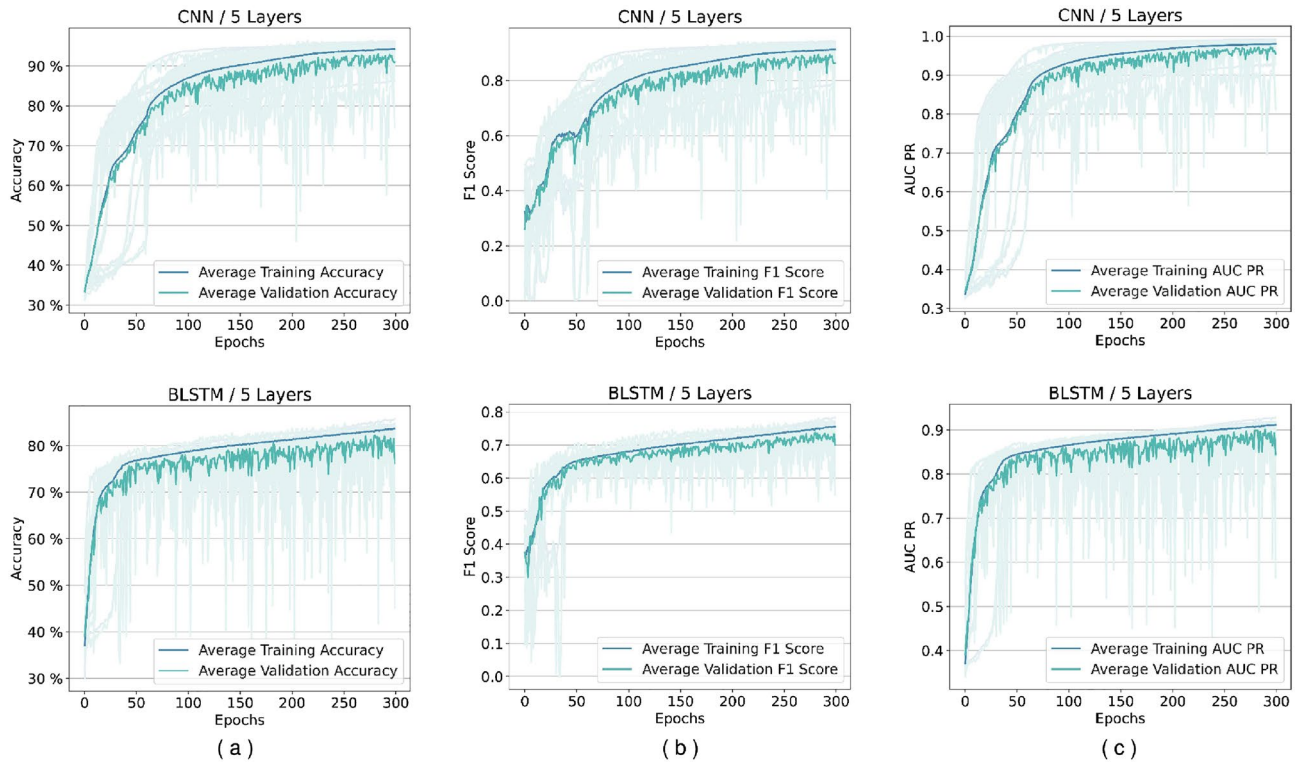 CNN / 5 Layers
Accuracy
90 %
80 %
70 %
60 %
50 %
40 %
30 %
Average Training Accuracy
Average Validation Accuracy
0 50 100 150 200 250 300
Epochs
CNN / 5 Layers
F1 Score
0.8
0.6
0.4
0.2
0.0
Average Training F1 Score
Average Validation F1 Score
0 50 100 150 200 250 300
Epochs
CNN / 5 Layers
AUC PR
1.0
0.9
0.8
0.7
0.6
0.5
0.4
0.3
Average Training AUC PR
Average Validation AUC PR
0 50 100 150 200 250 300
Epochs
BLSTM / 5 Layers
Accuracy
80 %
70 %
60 %
50 %
40 %
30 %
Average Training Accuracy
Average Validation Accuracy
0 50 100 150 200 250 300
Epochs
( a )
BLSTM / 5 Layers
F1 Score
0.8
0.7
0.6
0.5
0.4
0.3
0.2
0.1
0.0
Average Training F1 Score
Average Validation F1 Score
0 50 100 150 200 250 300
Epochs
( b )
BLSTM / 5 Layers
AUC PR
0.9
0.8
0.7
0.6
0.5
0.4
Average Training AUC PR
Average Validation AUC PR
0 50 100 150 200 250 300
Epochs
( c )